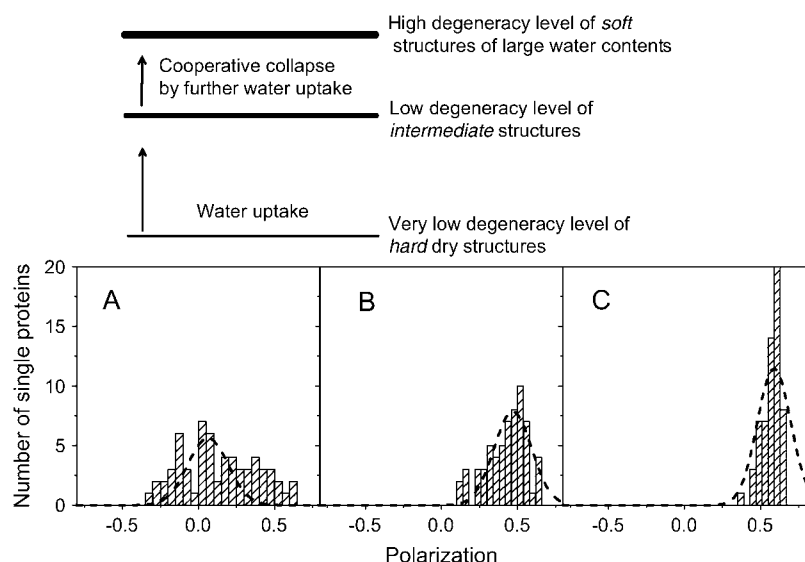 High degeneracy level of soft
structures of large water contents
Cooperative collapse
by further water uptake
Low degeneracy level of
intermediate structures
Water uptake
Very low degeneracy level of
hard dry structures
20
15
10
5
0
Number of single proteins
A
B
C
-0.5 0.0 0.5
-0.5 0.0 0.5
-0.5 0.0 0.5
Polarization